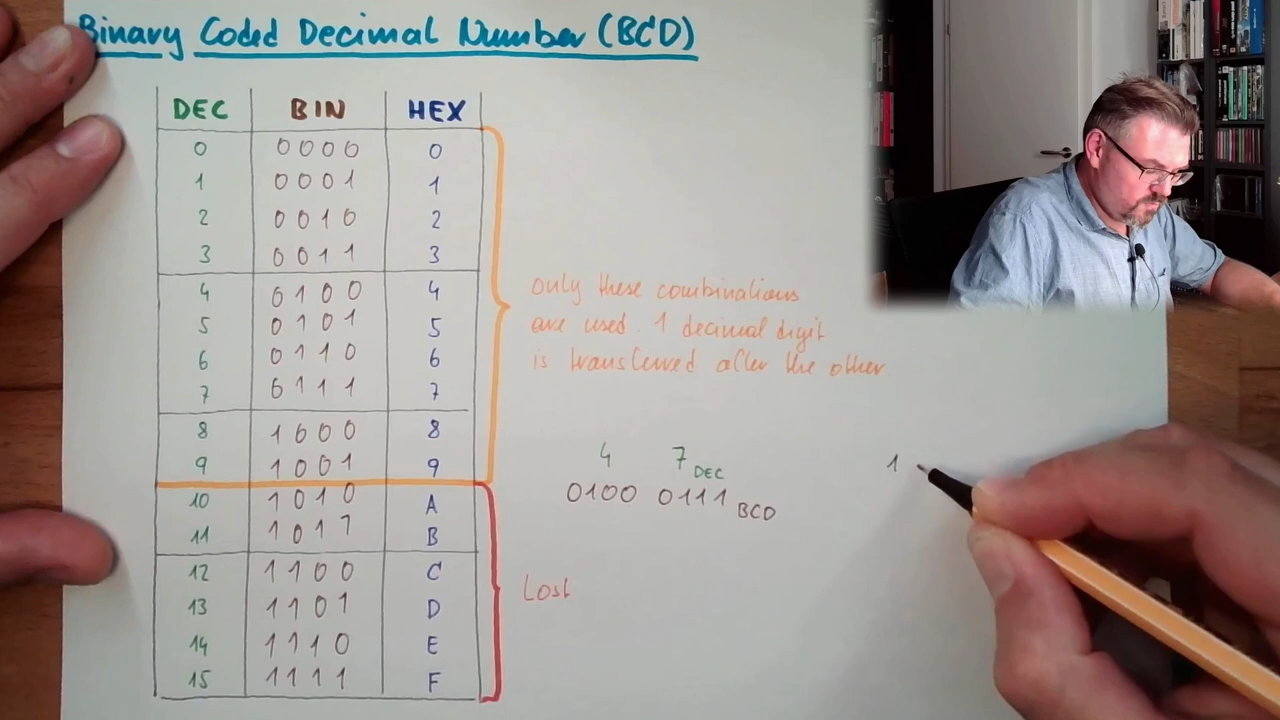 Binary Coded Decimal Number (BCD)
DEC BIN HEX
0 0000 0
1 0001 1
2 0010 2
3 0011 3
4 0100 4
5 0101 5
6 0110 6
7 0111 7
8 1000 8
9 1001 9
10 1010 A
11 1011 B
12 1100 C
13 1101 D
14 1110 E
15 1111 F
only these combinations
are used. 1 decimal digit
is transferred after the other.
4 7 DEC
0100 0111 BCD
1
Lost